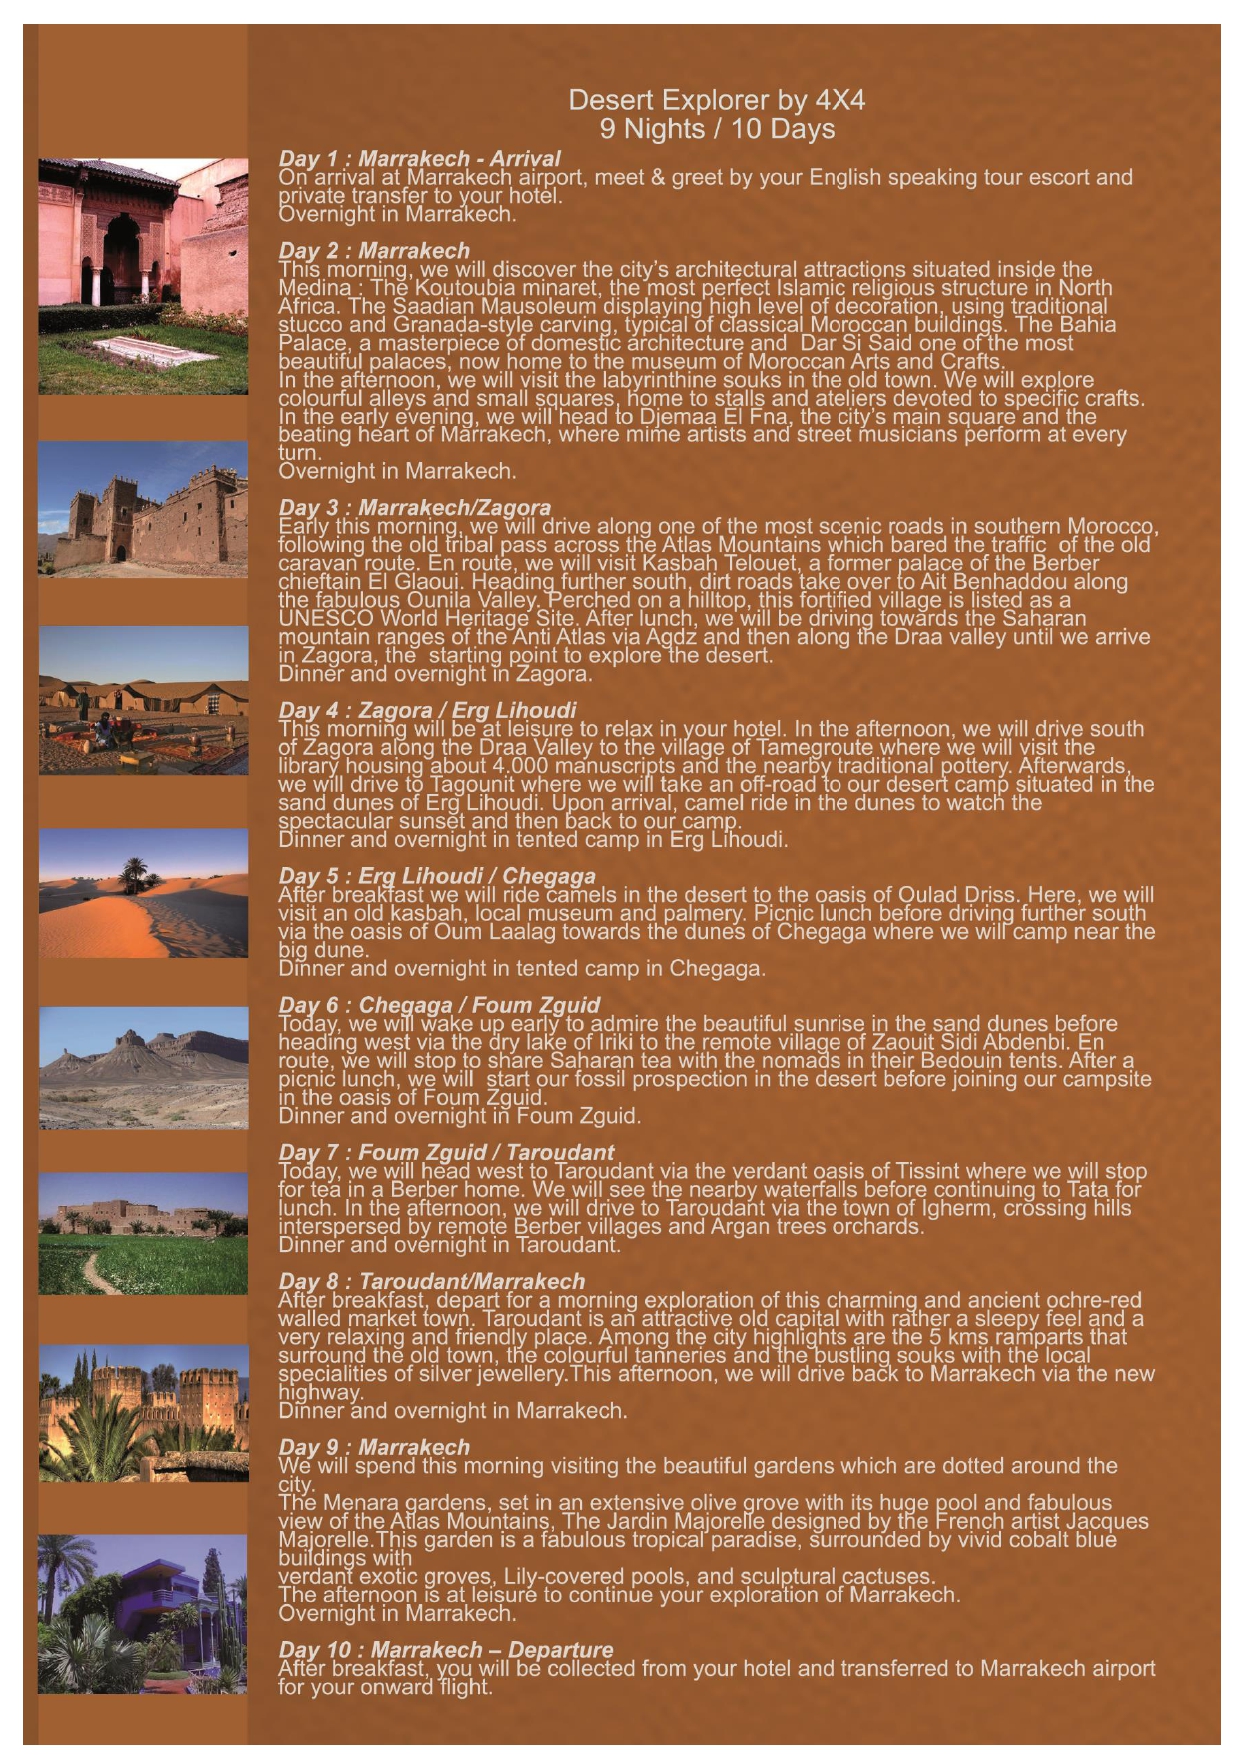 Desert Explorer by 4X4
9 Nights / 10 Days
Day 1 : Marrakech - Arrival
On arrival at Marrakech airport, meet & greet by your English speaking tour escort and
private transfer to your hotel.
Overnight in Marrakech.
Day 2 : Marrakech
This morning, we will discover the city's architectural attractions situated inside the
Medina : The Koutoubia minaret, the most perfect Islamic religious structure in North
Africa. The Saadian Mausoleum displaying high level of decoration, using traditional
stucco and Granada-style carving, typical of classical Moroccan buildings. The Bahia
Palace, a masterpiece of domestic architecture and Dar Si Said one of the most
beautiful palaces, now home to the museum of Moroccan Arts and Crafts.
In the afternoon, we will visit the labyrinthine souks in the old town. We will explore
colourful alleys and small squares, home to stalls and ateliers devoted to specific crafts.
In the early evening, we will head to Djemaa El Fna, the city's main square and the
beating heart of Marrakech, where mime artists and street musicians perform at every
turn.
Overnight in Marrakech.
Day 3 : Marrakech/Zagora
Early this morning, we will drive along one of the most scenic roads in southern Morocco,
following the old tribal pass across the Atlas Mountains which bared the traffic of the old
caravan route. En route, we will visit Kasbah Telouet, a former palace of the Berber
chieftain El Glaoui. Heading further south, dirt roads take over to Ait Benhaddou along
the fabulous Ounila Valley. Perched on a hilltop, this fortified village is listed as a
UNESCO World Heritage Site. After lunch, we will be driving towards the Saharan
mountain ranges of the Anti Atlas via Agdz and then along the Draa valley until we arrive
in Zagora, the starting point to explore the desert.
Dinner and overnight in Zagora.
Day 4 : Zagora / Erg Lihoudi
This morning will be at leisure to relax in your hotel. In the afternoon, we will drive south
of Zagora along the Draa Valley to the village of Tamegroute where we will visit the
library housing about 4.000 manuscripts and the nearby traditional pottery. Afterwards,
we will drive to Tagounit where we will take an off-road to our desert camp situated in the
sand dunes of Erg Lihoudi. Upon arrival, camel ride in the dunes to watch the
spectacular sunset and then back to our camp.
Dinner and overnight in tented camp in Erg Lihoudi.
Day 5 : Erg Lihoudi / Chegaga
After breakfast we will ride camels in the desert to the oasis of Oulad Driss. Here, we will
visit an old kasbah, local museum and palmery. Picnic lunch before driving further south
via the oasis of Oum Laalag towards the dunes of Chegaga where we will camp near the
big dune.
Dinner and overnight in tented camp in Chegaga.
Day 6 : Chegaga / Foum Zguid
Today, we will wake up early to admire the beautiful sunrise in the sand dunes before
heading west via the dry lake of Iriki to the remote village of Zaouit Sidi Abdenbi. En
route, we will stop to share Saharan tea with the nomads in their Bedouin tents. After a
picnic lunch, we will start our fossil prospection in the desert before joining our campsite
in the oasis of Foum Zguid.
Dinner and overnight in Foum Zguid.
Day 7 : Foum Zguid / Taroudant
Today, we will head west to Taroudant via the verdant oasis of Tissint where we will stop
for tea in a Berber home. We will see the nearby waterfalls before continuing to Tata for
lunch. In the afternoon, we will drive to Taroudant via the town of Igherm, crossing hills
interspersed by remote Berber villages and Argan trees orchards.
Dinner and overnight in Taroudant.
Day 8 : Taroudant/Marrakech
After breakfast, depart for a morning exploration of this charming and ancient ochre-red
walled market town. Taroudant is an attractive old capital with rather a sleepy feel and a
very relaxing and friendly place. Among the city highlights are the 5 kms ramparts that
surround the old town, the colourful tanneries and the bustling souks with the local
specialities of silver jewellery.This afternoon, we will drive back to Marrakech via the new
highway.
Dinner and overnight in Marrakech.
Day 9 : Marrakech
We will spend this morning visiting the beautiful gardens which are dotted around the
city.
The Menara gardens, set in an extensive olive grove with its huge pool and fabulous
view of the Atlas Mountains, The Jardin Majorelle designed by the French artist Jacques
Majorelle.This garden is a fabulous tropical paradise, surrounded by vivid cobalt blue
buildings with
verdant exotic groves, Lily-covered pools, and sculptural cactuses.
The afternoon is at leisure to continue your exploration of Marrakech.
Overnight in Marrakech.
Day 10 : Marrakech – Departure
After breakfast, you will be collected from your hotel and transferred to Marrakech airport
for your onward flight.